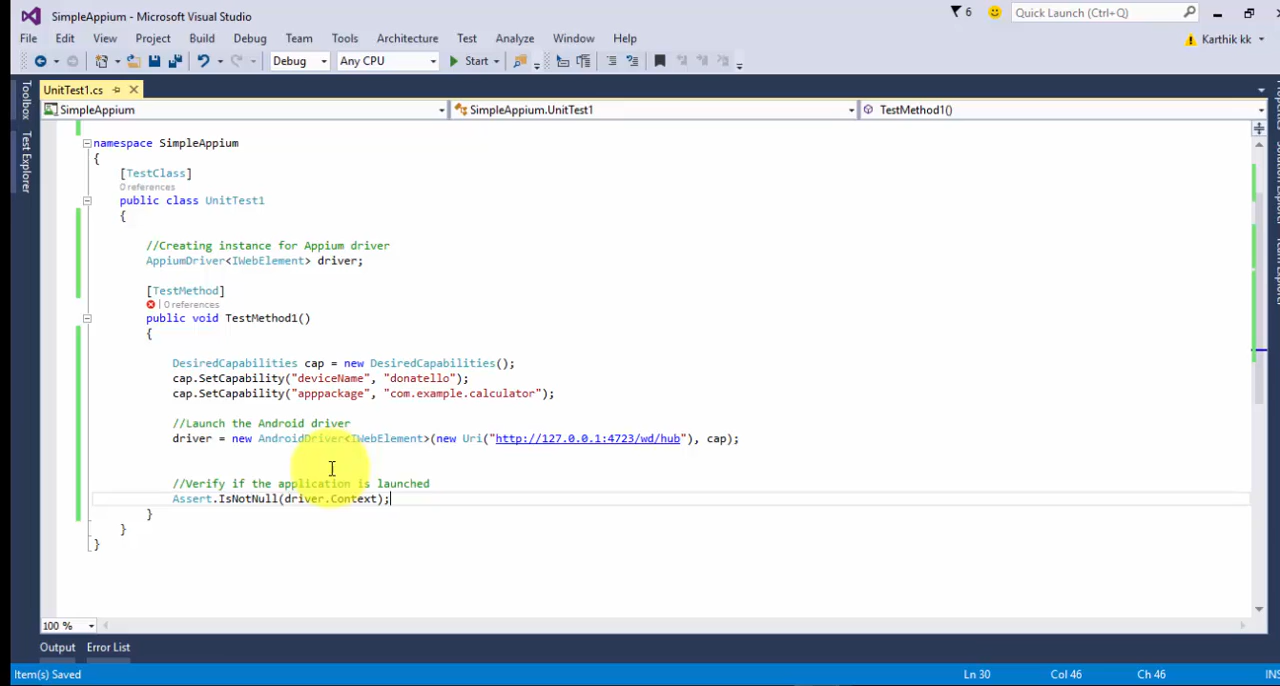 SimpleAppium - Microsoft Visual Studio
6
Quick Launch (Ctrl+Q)
File Edit View Project Build Debug Team Tools Architecture Test Analyze Window Help
Karthik kk
Debug Any CPU Start
UnitTest1.cs
SimpleAppium SimpleAppium.UnitTest1 TestMethod1()
Toolbox
Test Explorer
namespace SimpleAppium
{
[TestClass]
0 references
public class UnitTest1
{
//Creating instance for Appium driver
AppiumDriver<IWebElement> driver;
[TestMethod]
| 0 references
public void TestMethod1()
{
DesiredCapabilities cap = new DesiredCapabilities();
cap.SetCapability("deviceName", "donatello");
cap.SetCapability("apppackage", "com.example.calculator");
//Launch the Android driver
driver = new AndroidDriver<IWebElement>(new Uri("http://127.0.0.1:4723/wd/hub"), cap);
//Verify if the application is launched
Assert.IsNotNull(driver.Context);
}
}
}
100 %
Output Error List
Item(s) Saved Ln 30 Col 46 Ch 46 INS